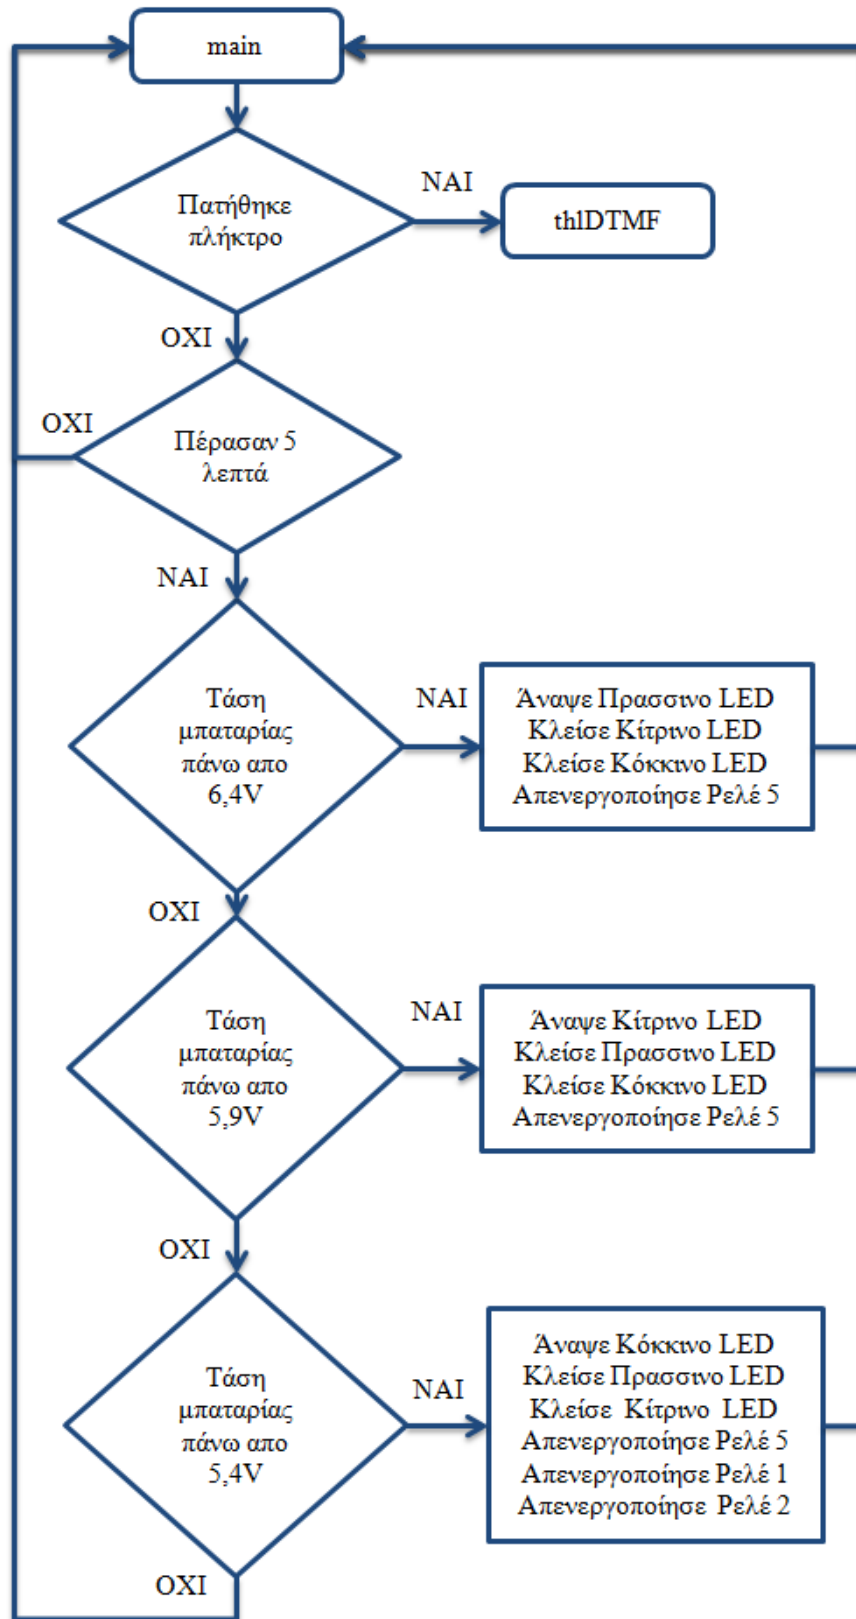 main
Πατήθηκε
πλήκτρο
ΝΑΙ
thlDTMF
ΟΧΙ
ΟΧΙ
Πέρασαν 5
λεπτά
ΝΑΙ
Τάση
μπαταρίας
πάνω απο
6,4V
ΝΑΙ
Άναψε Πρασσινο LED
Κλείσε Κίτρινο LED
Κλείσε Κόκκινο LED
Απενεργοποίησε Ρελέ 5
ΟΧΙ
Τάση
μπαταρίας
πάνω απο
5,9V
ΝΑΙ
Άναψε Κίτρινο LED
Κλείσε Πρασσινο LED
Κλείσε Κόκκινο LED
Απενεργοποίησε Ρελέ 5
ΟΧΙ
Τάση
μπαταρίας
πάνω απο
5,4V
ΝΑΙ
Άναψε Κόκκινο LED
Κλείσε Πρασσινο LED
Κλείσε Κίτρινο LED
Απενεργοποίησε Ρελέ 5
Απενεργοποίησε Ρελέ 1
Απενεργοποίησε Ρελέ 2
ΟΧΙ